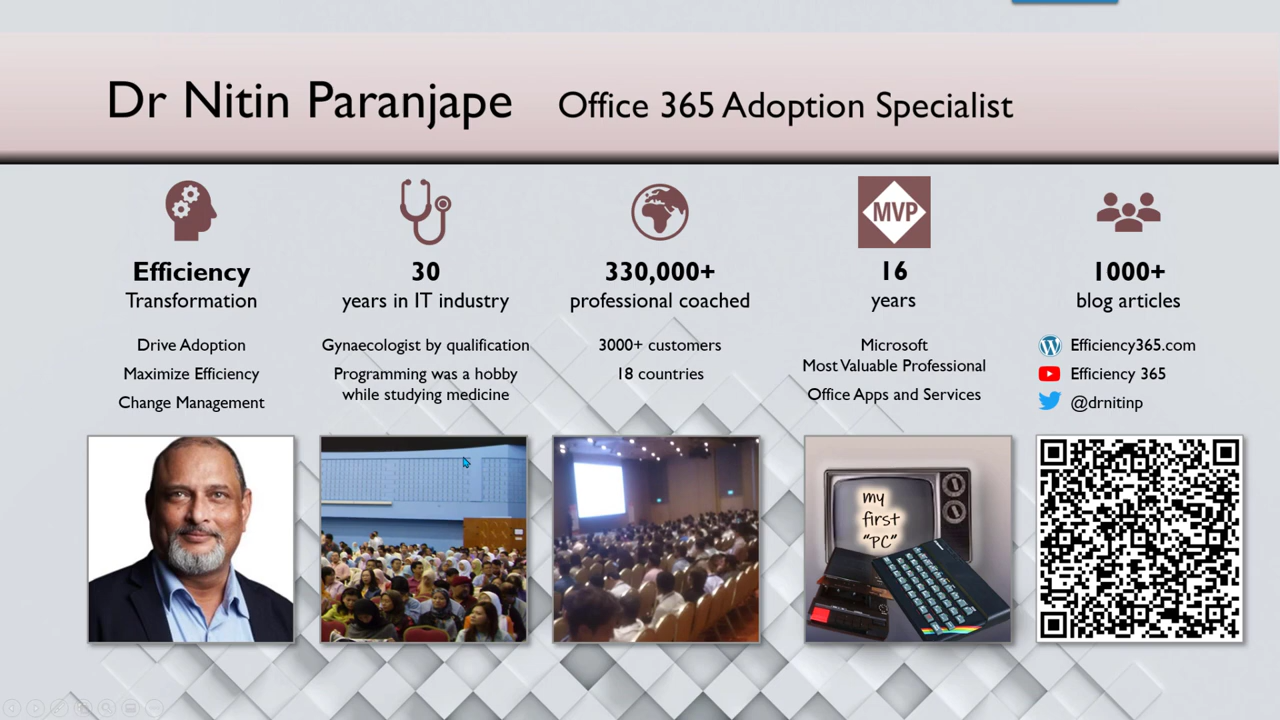 Dr Nitin Paranjape Office 365 Adoption Specialist
Efficiency
Transformation
Drive Adoption
Maximize Efficiency
Change Management
30
years in IT industry
Gynaecologist by qualification
Programming was a hobby
while studying medicine
330,000+
professional coached
3000+ customers
18 countries
MVP
16
years
Microsoft
Most Valuable Professional
Office Apps and Services
1000+
blog articles
Efficiency365.com
Efficiency 365
@drnitinp
my
first
"PC"